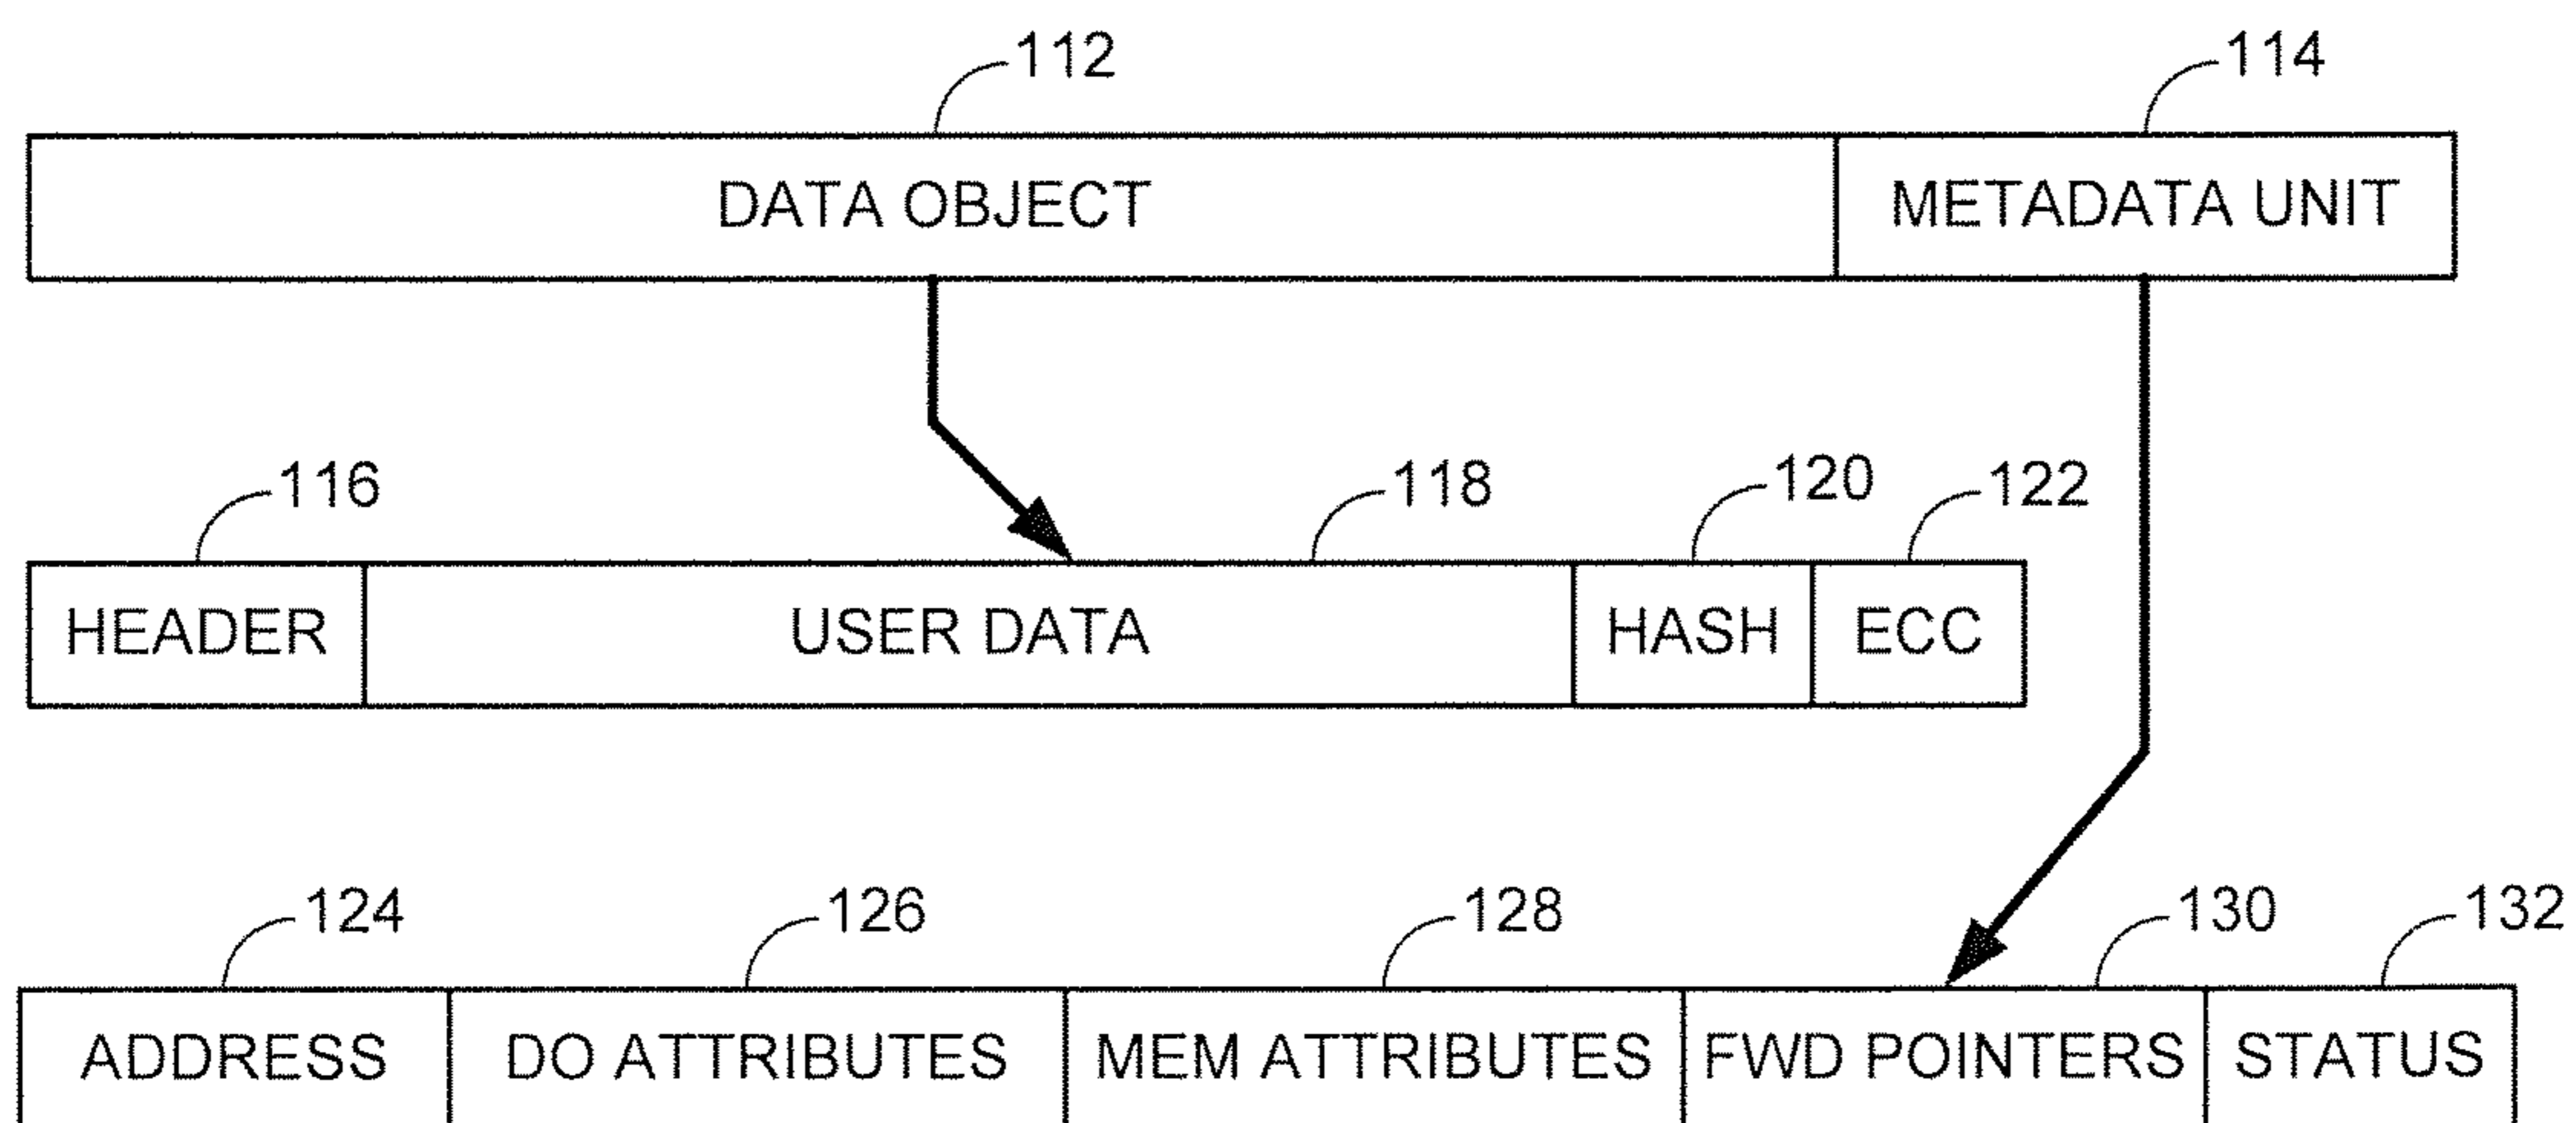 112 114
DATA OBJECT METADATA UNIT
116 118 120 122
HEADER USER DATA HASH ECC
124 126 128 130 132
ADDRESS DO ATTRIBUTES MEM ATTRIBUTES FWD POINTERS STATUS